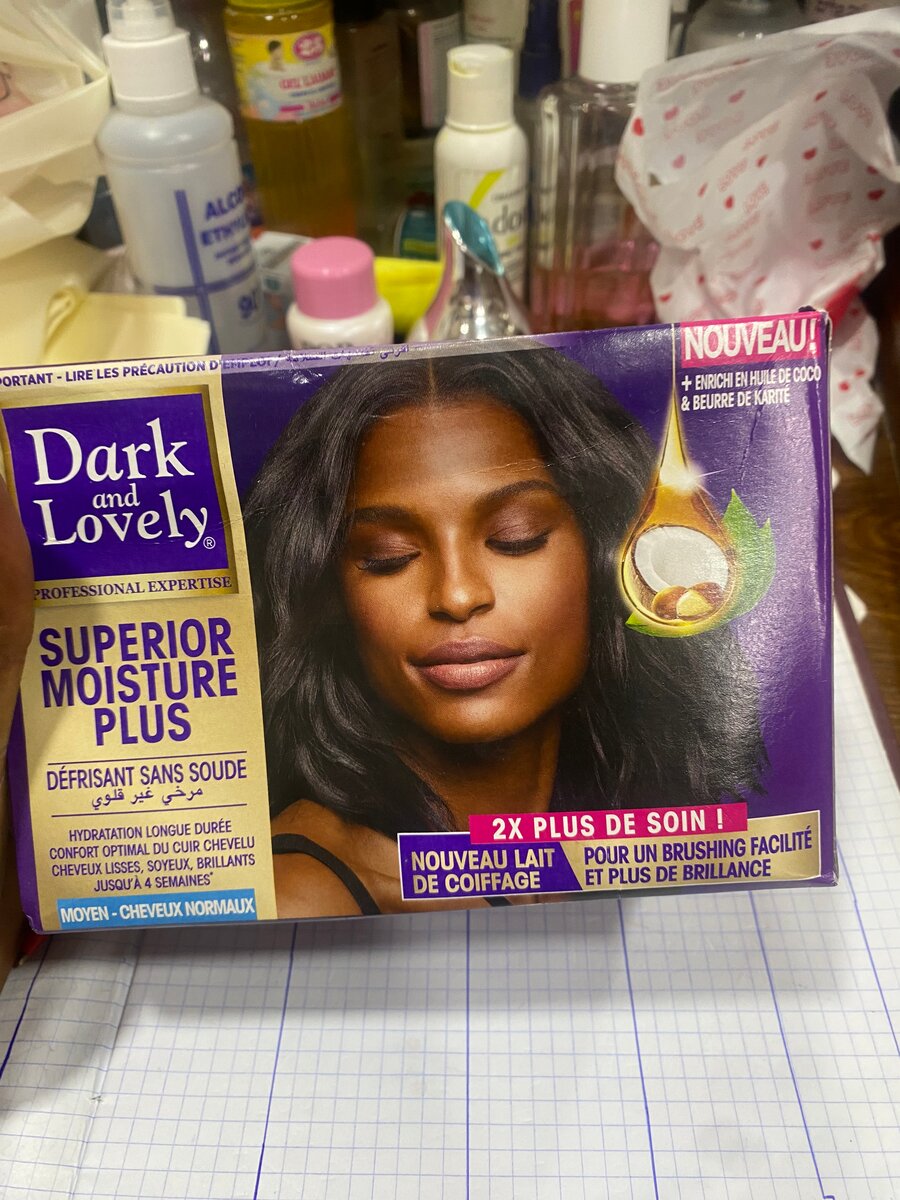 PORTANT - LIRE LES PRÉCAUTION D'EMPLOI
Dark
and
Lovely®
PROFESSIONAL EXPERTISE
SUPERIOR
MOISTURE
PLUS
DÉFRISANT SANS SOUDE
مرخي غير قلوي
HYDRATATION LONGUE DURÉE
CONFORT OPTIMAL DU CUIR CHEVELU
CHEVEUX LISSES, SOYEUX, BRILLANTS
JUSQU'À 4 SEMAINES*
MOYEN - CHEVEUX NORMAUX
NOUVEAU!
+ ENRICHI EN HUILE DE COCO
& BEURRE DE KARITÉ
2X PLUS DE SOIN !
NOUVEAU LAIT
DE COIFFAGE
POUR UN BRUSHING FACILITÉ
ET PLUS DE BRILLANCE